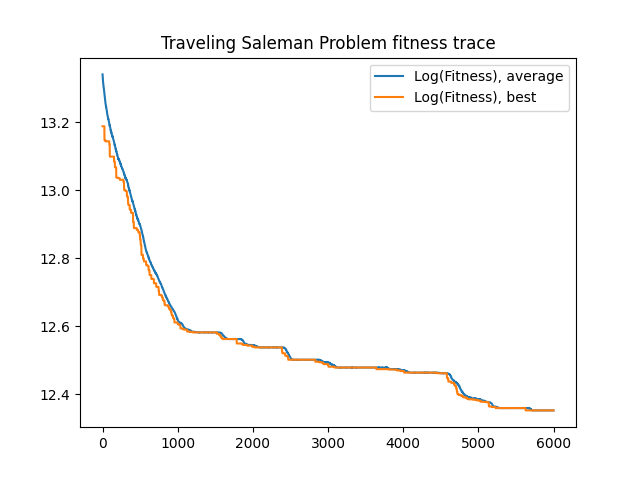 Traveling Saleman Problem fitness trace
Log(Fitness), average
Log(Fitness), best
13.2
13.0
12.8
12.6
12.4
0 1000 2000 3000 4000 5000 6000